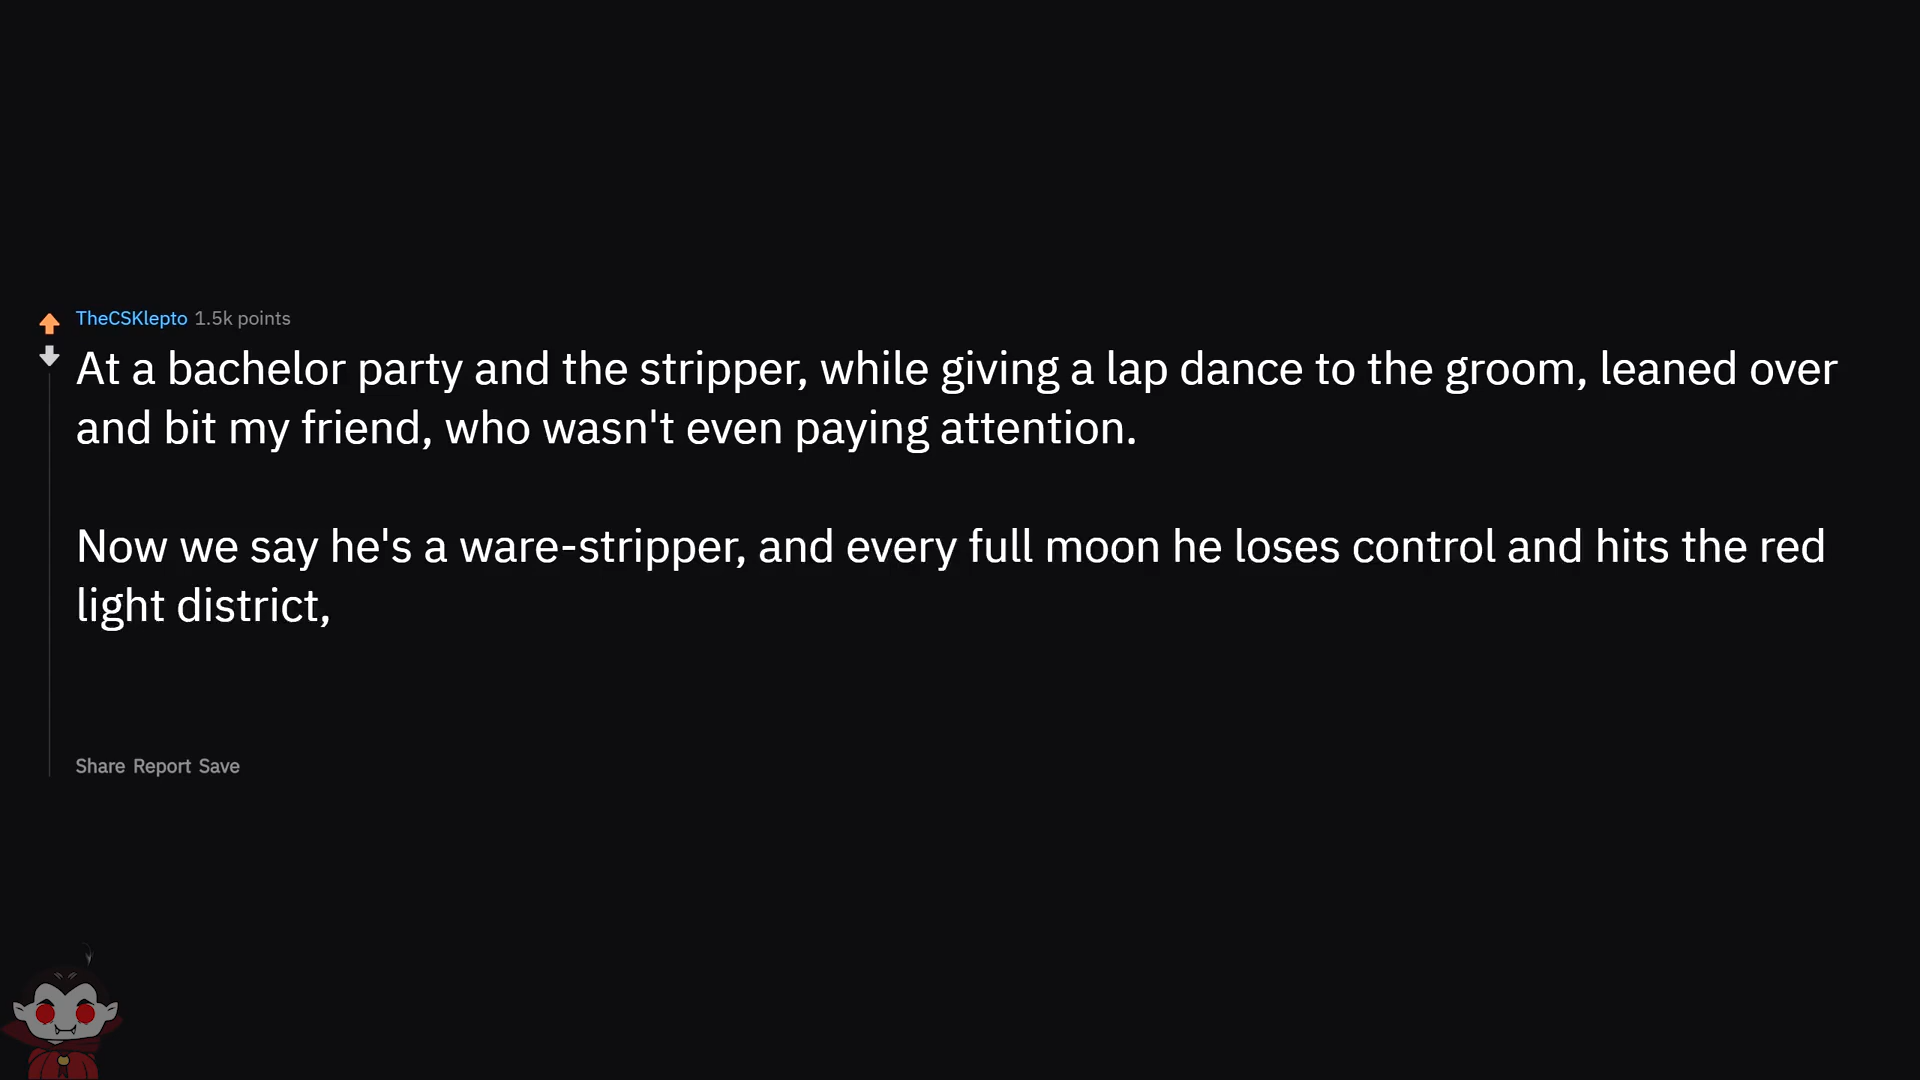 TheCSKlepto 1.5k points
At a bachelor party and the stripper, while giving a lap dance to the groom, leaned over
and bit my friend, who wasn't even paying attention.
Now we say he's a ware-stripper, and every full moon he loses control and hits the red
light district,
Share Report Save